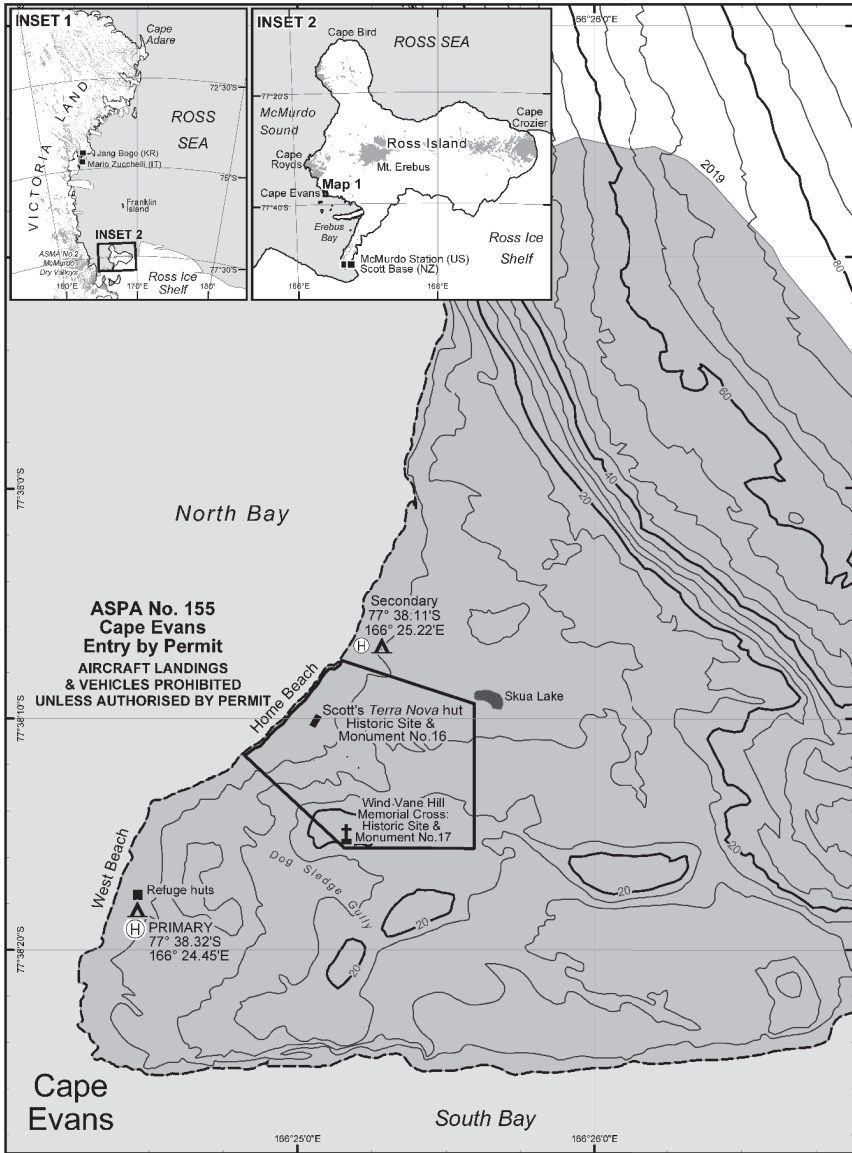 INSET 1
Cape
Adare
72°30'S
VICTORIA LAND
ROSS
SEA
Jang Bogo (KR)
Mario Zucchelli (IT)
75°S
Franklin
Island
INSET 2
ASMA No.2
McMurdo
Dry Valleys
Ross Ice
Shelf
77°30'S
160°E
170°E
180°
INSET 2
Cape Bird
ROSS SEA
77°20'S
McMurdo
Sound
Cape
Crozier
Ross Island
Mt. Erebus
Cape
Royds
Map 1
Cape Evans
77°40'S
Erebus
Bay
Ross Ice
Shelf
McMurdo Station (US)
Scott Base (NZ)
166°E
168°E
166°26'0"E
2019
80
60
40
20
77°38'0"S
North Bay
ASPA No. 155
Cape Evans
Entry by Permit
AIRCRAFT LANDINGS
& VEHICLES PROHIBITED
UNLESS AUTHORISED BY PERMIT
Secondary
77° 38.11'S
166° 25.22'E
H
Home Beach
Skua Lake
77°38'10"S
Scott's Terra Nova hut
Historic Site &
Monument No.16
Wind Vane Hill
Memorial Cross:
Historic Site &
Monument No.17
West Beach
Dog Sledge Gully
Refuge huts
H
PRIMARY
77° 38.32'S
166° 24.45'E
20
20
20
20
77°38'20"S
Cape
Evans
South Bay
166°25'0"E
166°26'0"E